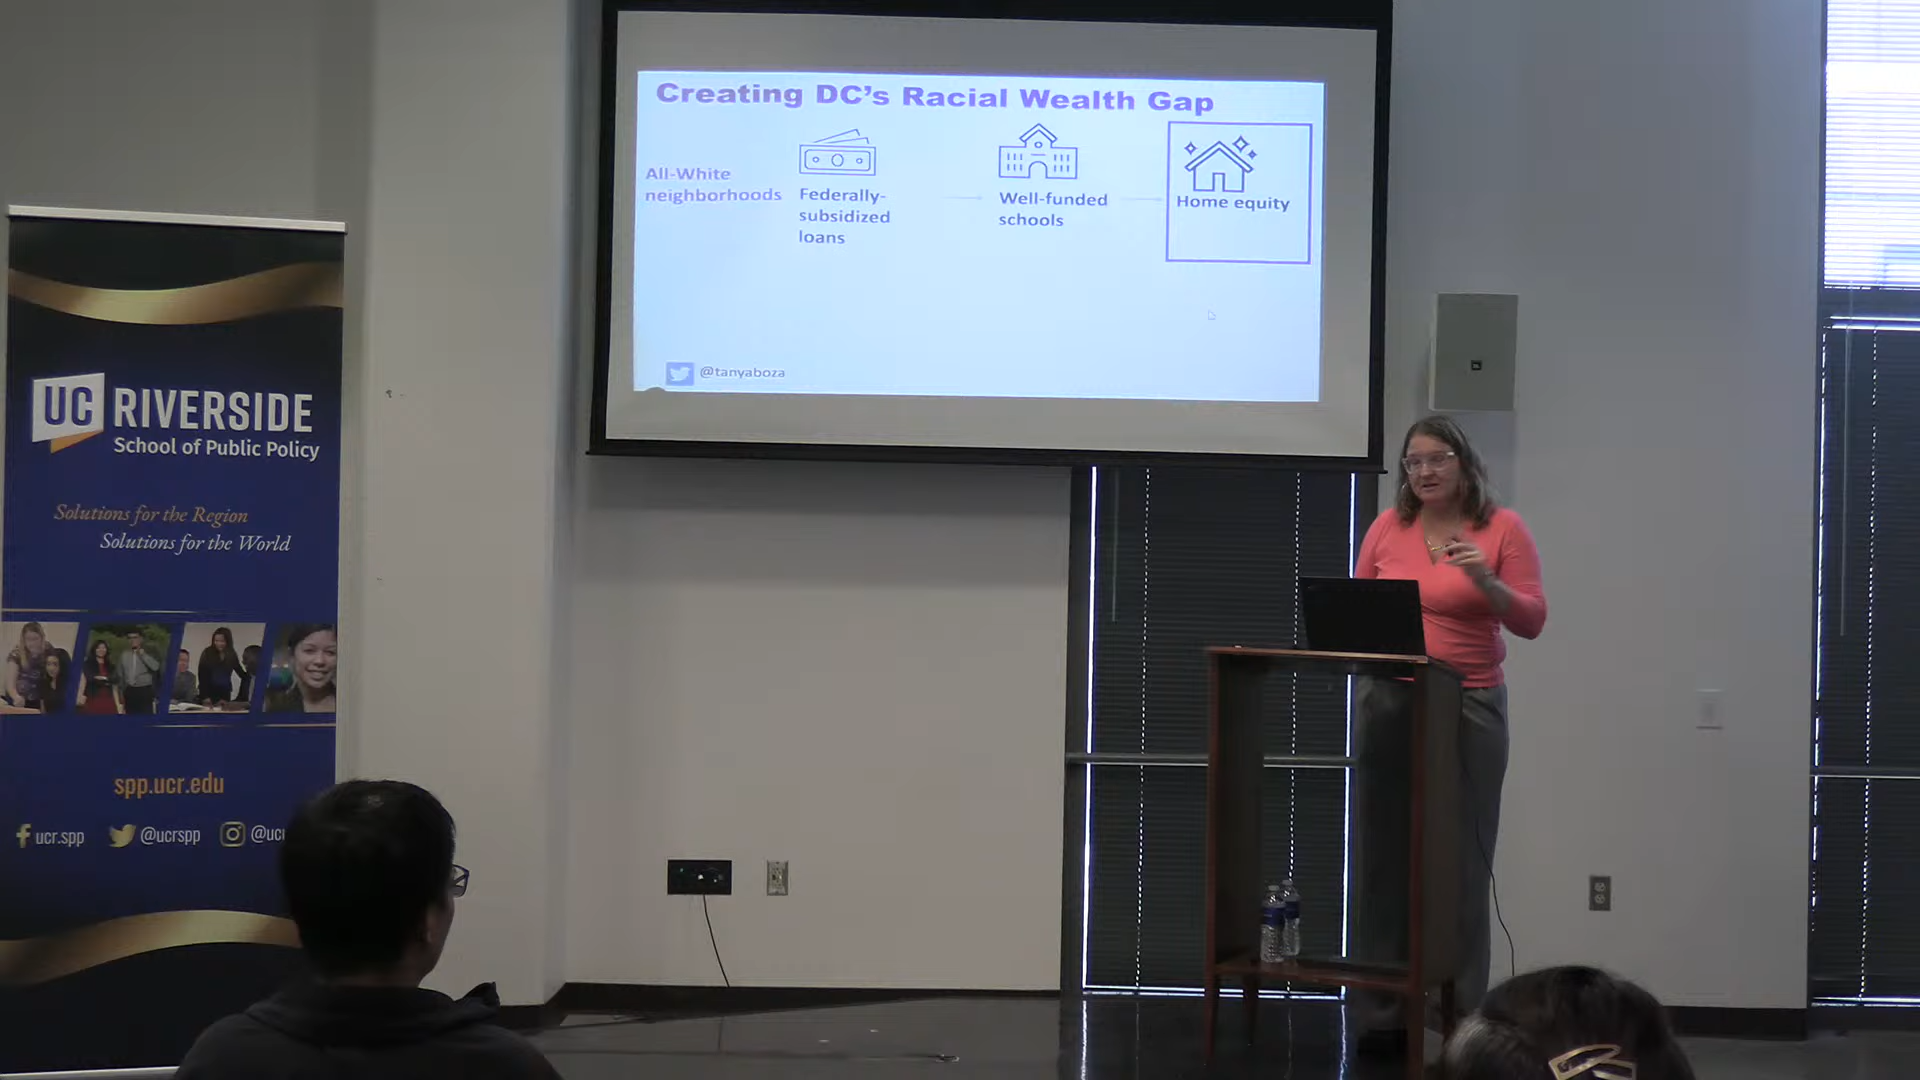 Creating DC's Racial Wealth Gap
All-White
neighborhoods
Federally-
subsidized
loans
Well-funded
schools
Home equity
@tanyaboza
UC RIVERSIDE
School of Public Policy
Solutions for the Region
Solutions for the World
spp.ucr.edu
ucr.spp
@ucrspp